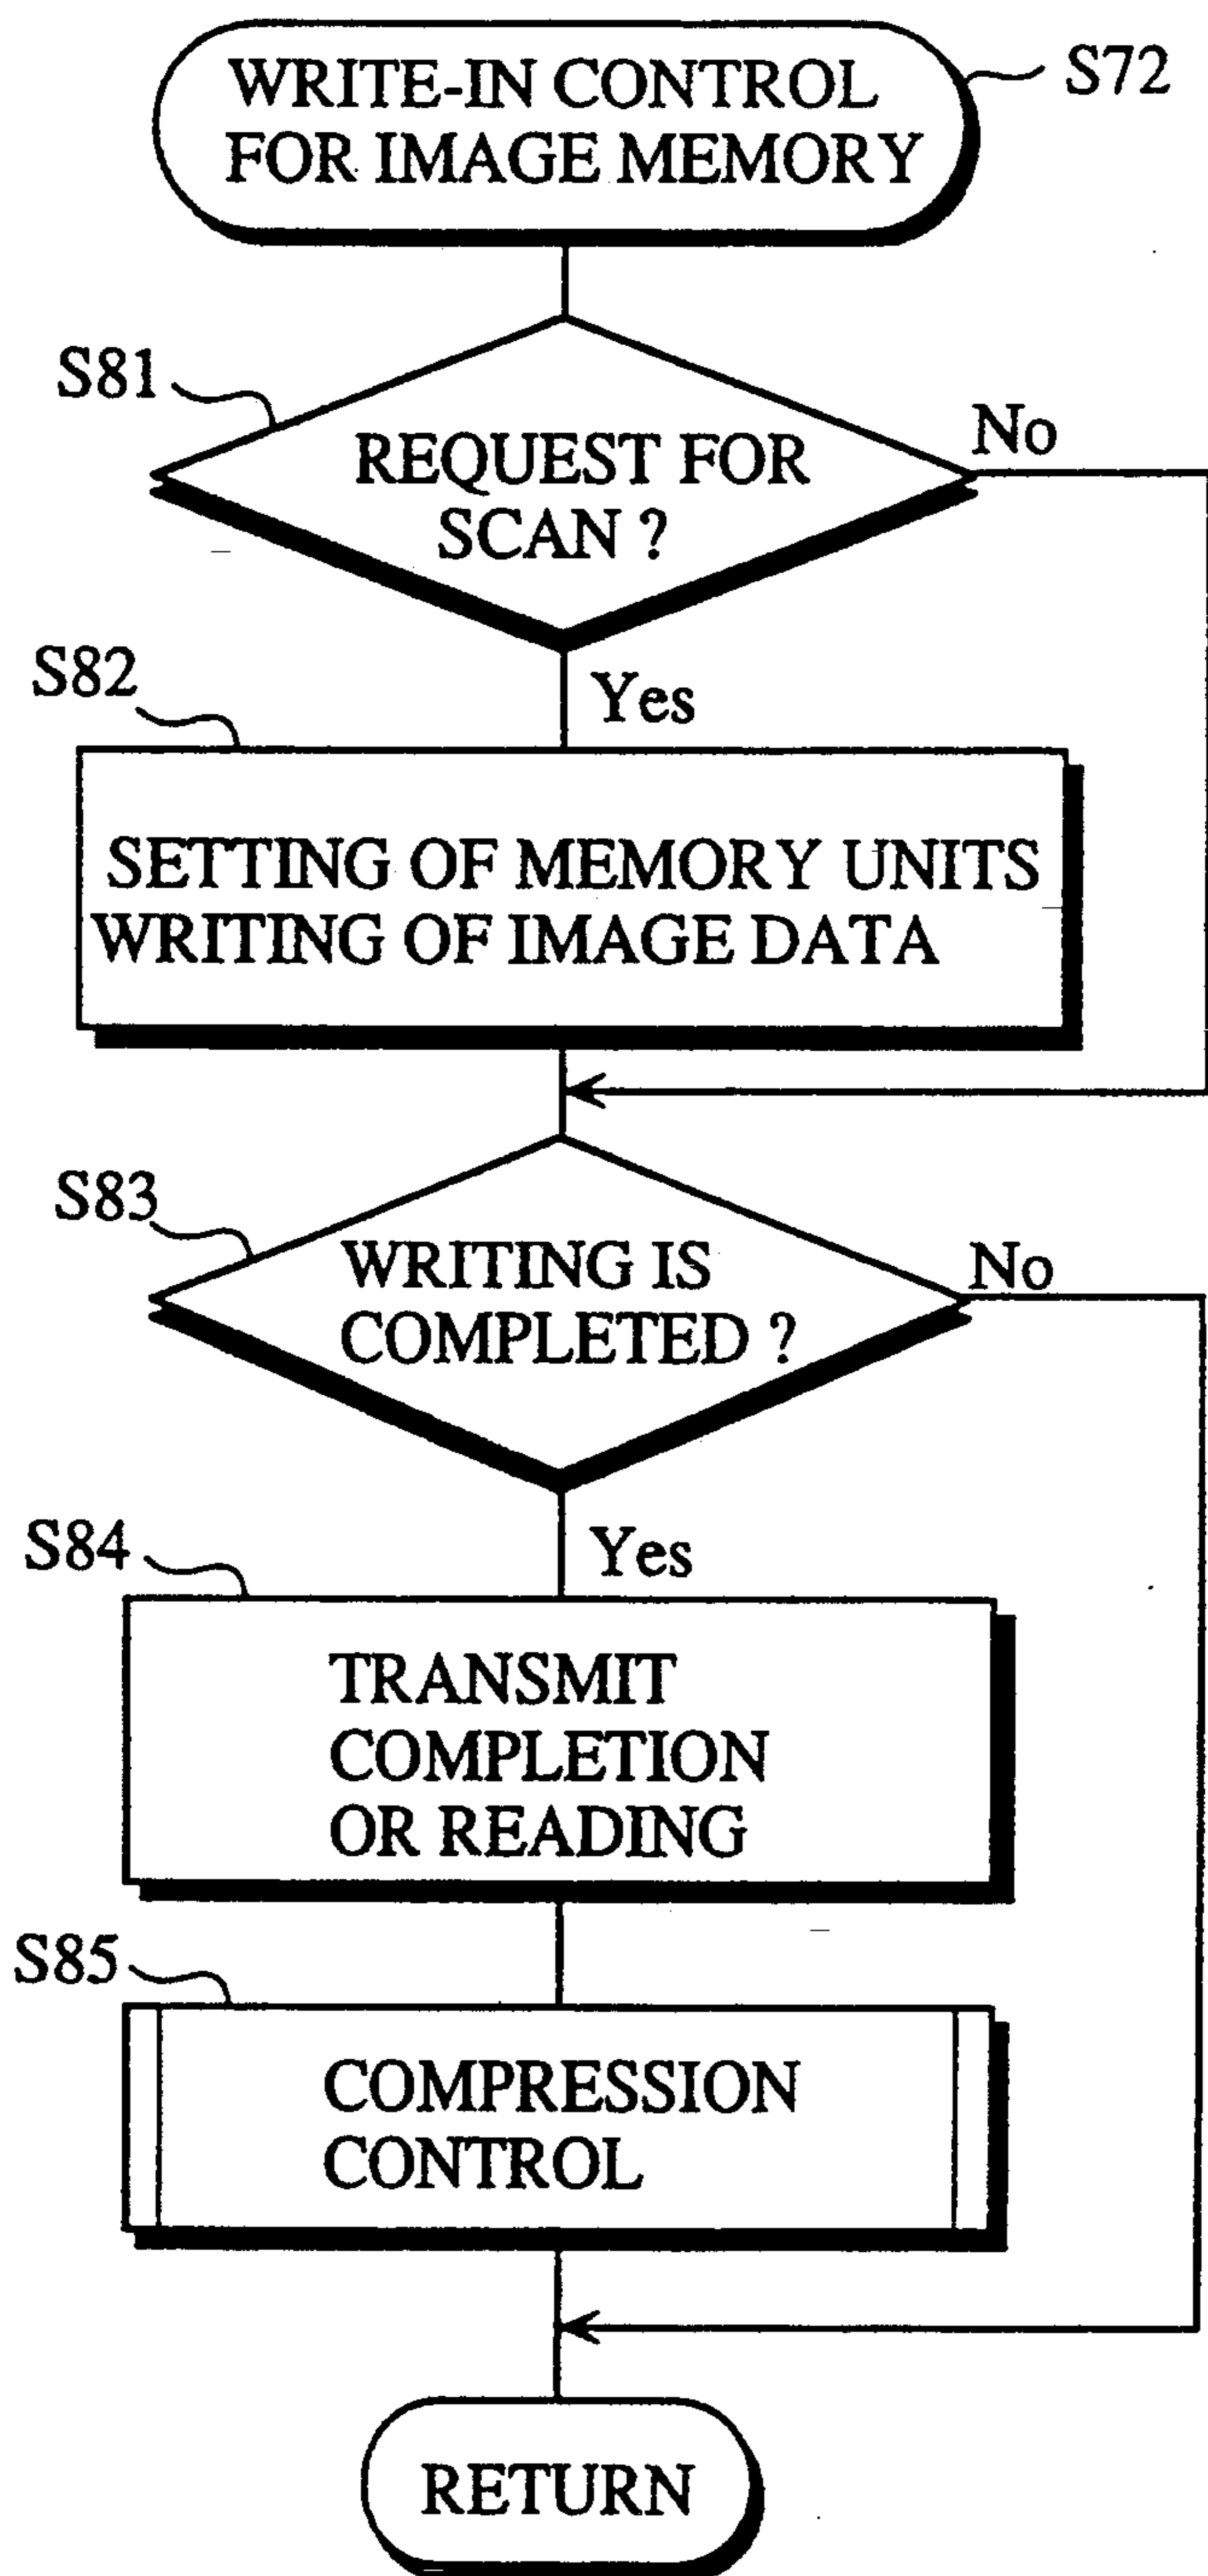 WRITE-IN CONTROL
FOR IMAGE MEMORY
S72
S81
REQUEST FOR
SCAN ?
No
Yes
S82
SETTING OF MEMORY UNITS
WRITING OF IMAGE DATA
S83
WRITING IS
COMPLETED ?
No
Yes
S84
TRANSMIT
COMPLETION
OR READING
S85
COMPRESSION
CONTROL
RETURN